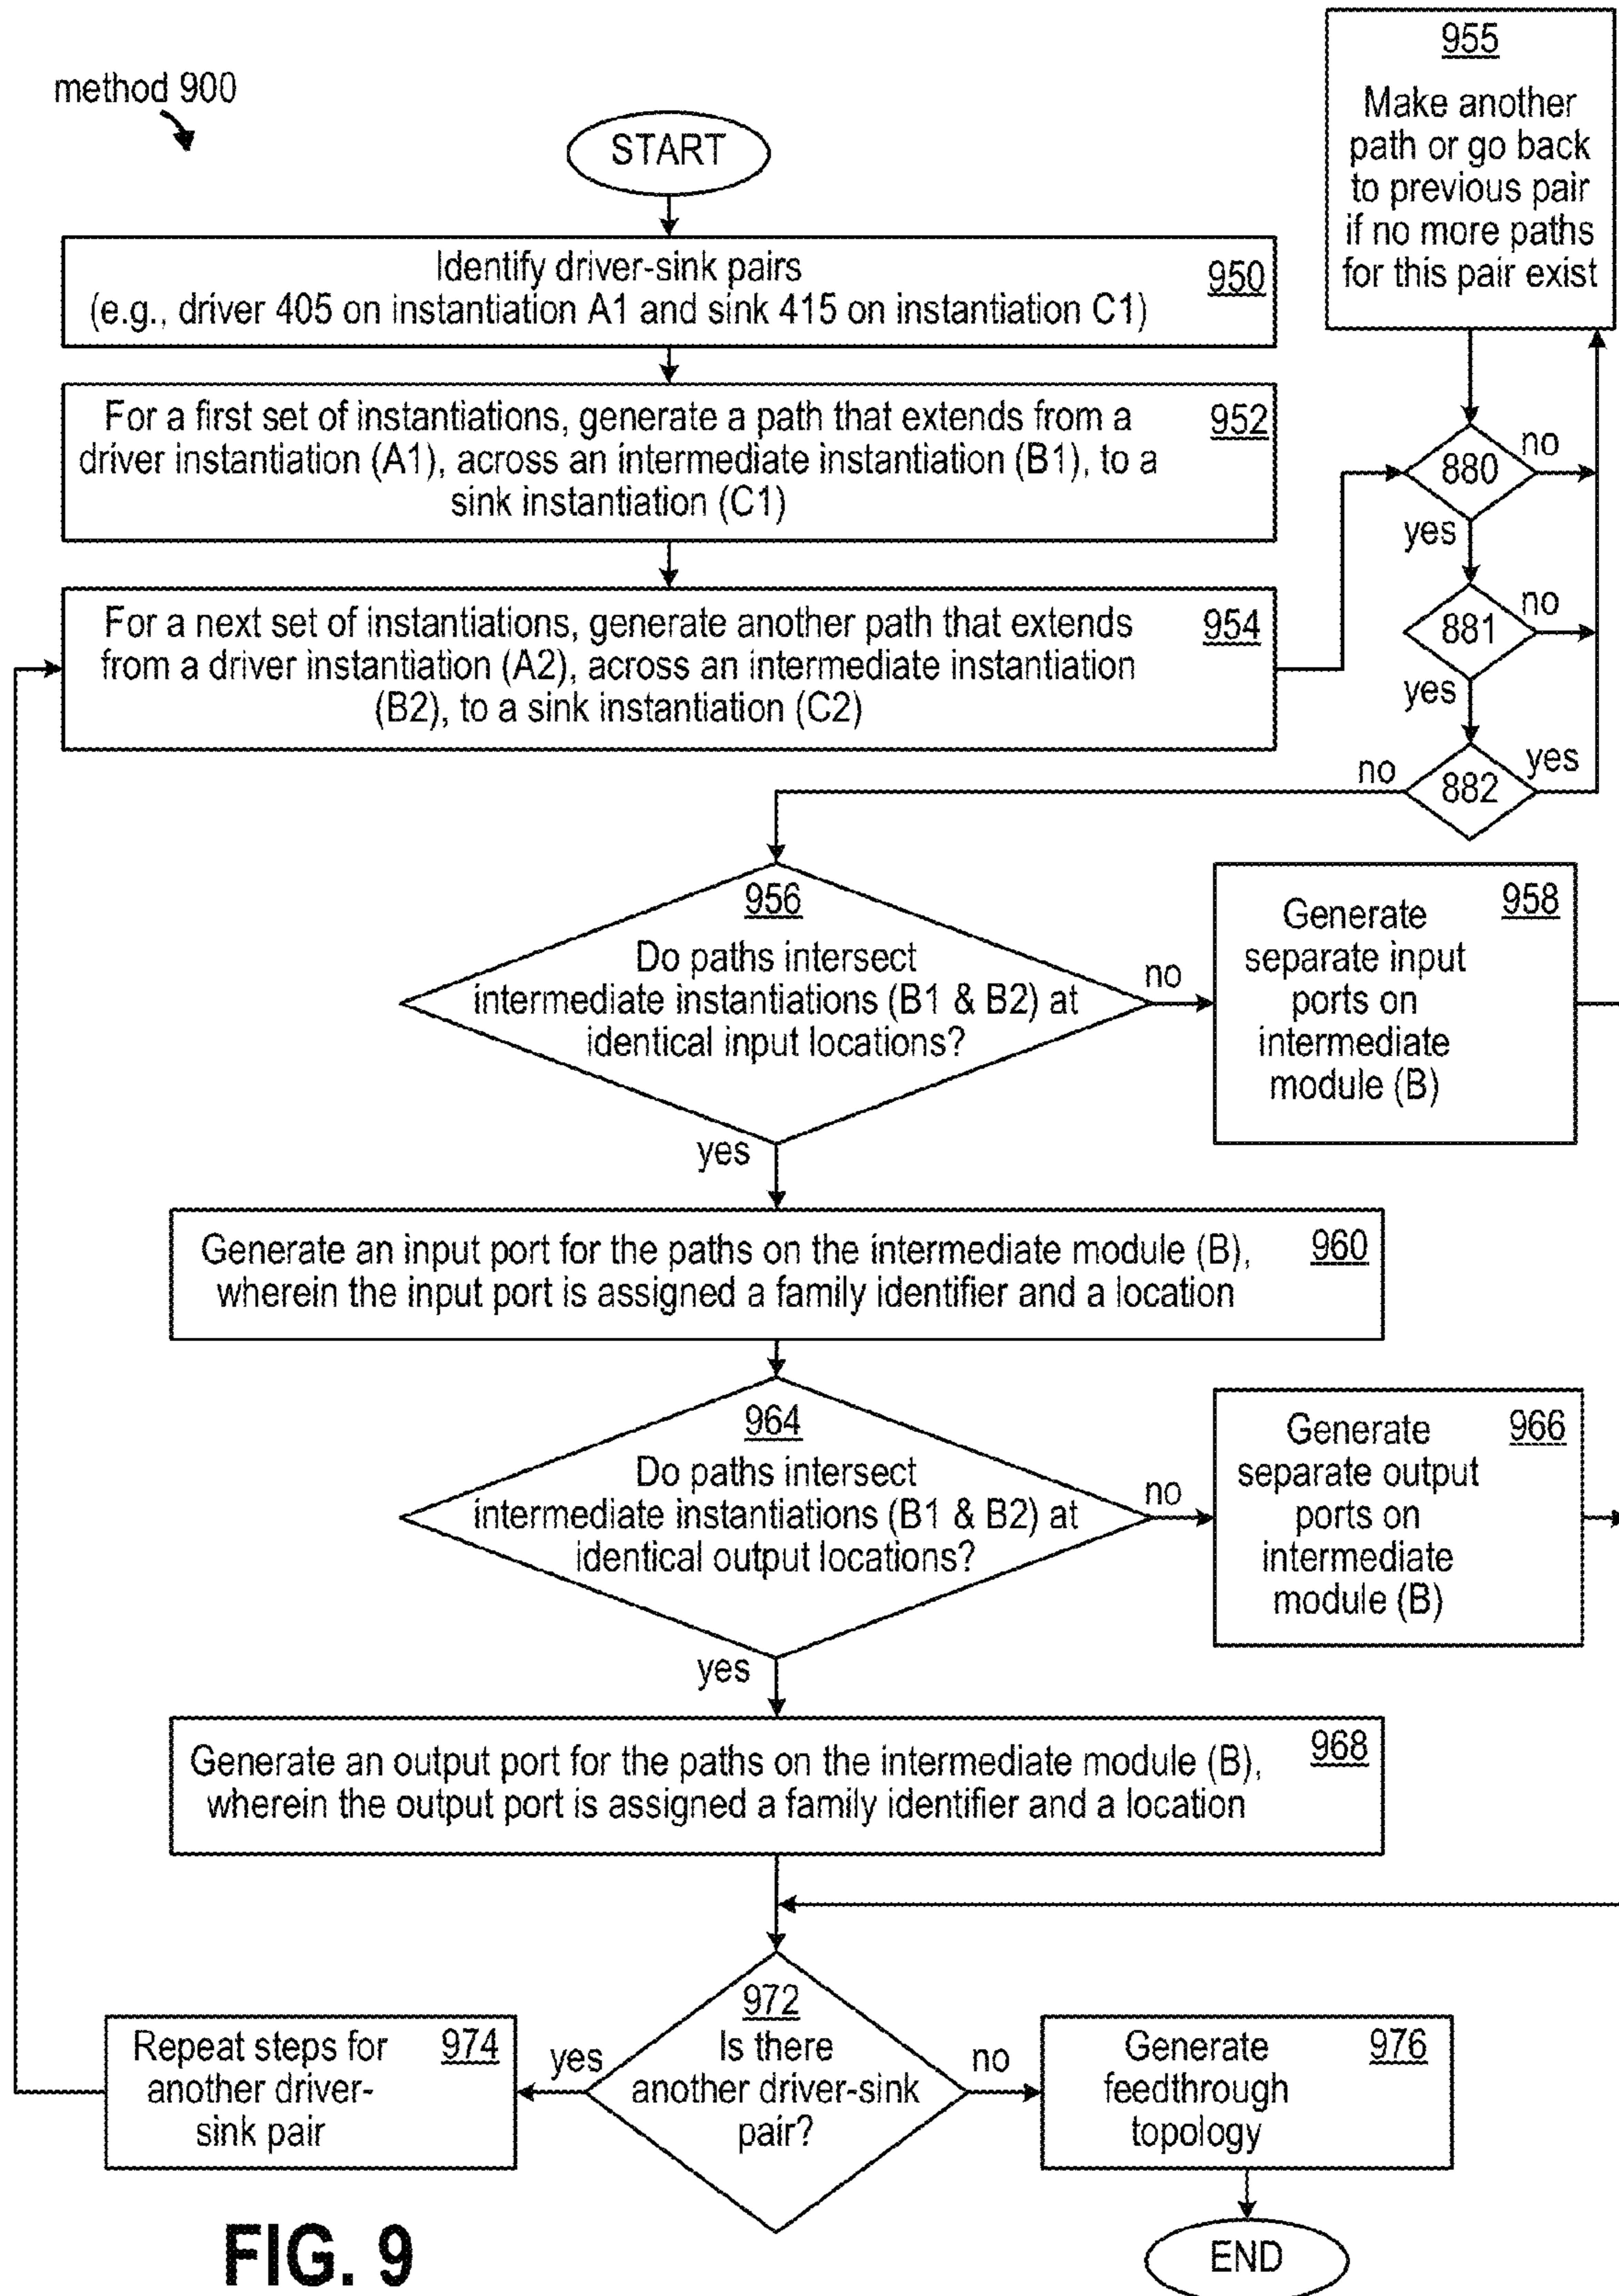 method 900
START
955
Make another
path or go back
to previous pair
if no more paths
for this pair exist
Identify driver-sink pairs
(e.g., driver 405 on instantiation A1 and sink 415 on instantiation C1)
950
For a first set of instantiations, generate a path that extends from a
driver instantiation (A1), across an intermediate instantiation (B1), to a
sink instantiation (C1)
952
For a next set of instantiations, generate another path that extends
from a driver instantiation (A2), across an intermediate instantiation
(B2), to a sink instantiation (C2)
954
880
no
yes
881
no
yes
882
no
yes
956
Do paths intersect
intermediate instantiations (B1 & B2) at
identical input locations?
no
yes
958
Generate
separate input
ports on
intermediate
module (B)
Generate an input port for the paths on the intermediate module (B),
wherein the input port is assigned a family identifier and a location
960
964
Do paths intersect
intermediate instantiations (B1 & B2) at
identical output locations?
no
yes
966
Generate
separate output
ports on
intermediate
module (B)
Generate an output port for the paths on the intermediate module (B),
wherein the output port is assigned a family identifier and a location
968
972
Is there
another driver-sink
pair?
yes
no
Repeat steps for
another driver-
sink pair
974
Generate
feedthrough
topology
976
END
FIG. 9